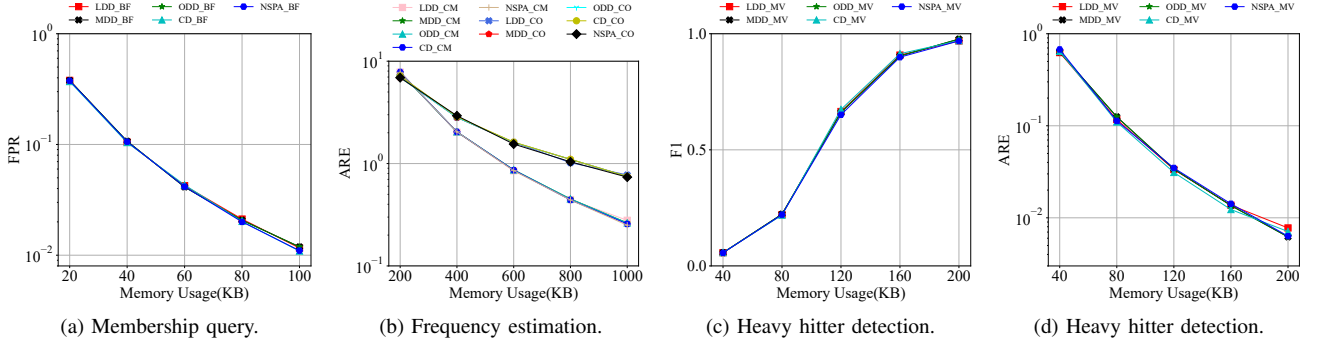 LDD_BF ODD_BF NSPA_BF
MDD_BF CD_BF
10^0
10^-1
10^-2
FPR
20 40 60 80 100
Memory Usage(KB)
(a) Membership query.
LDD_CM NSPA_CM ODD_CO
MDD_CM LDD_CO CD_CO
ODD_CM MDD_CO NSPA_CO
CD_CM
10^1
10^0
10^-1
ARE
200 400 600 800 1000
Memory Usage(KB)
(b) Frequency estimation.
LDD_MV ODD_MV NSPA_MV
MDD_MV CD_MV
1.0
0.5
0.0
F1
40 80 120 160 200
Memory Usage(KB)
(c) Heavy hitter detection.
LDD_MV ODD_MV NSPA_MV
MDD_MV CD_MV
10^0
10^-1
10^-2
ARE
40 80 120 160 200
Memory Usage(KB)
(d) Heavy hitter detection.